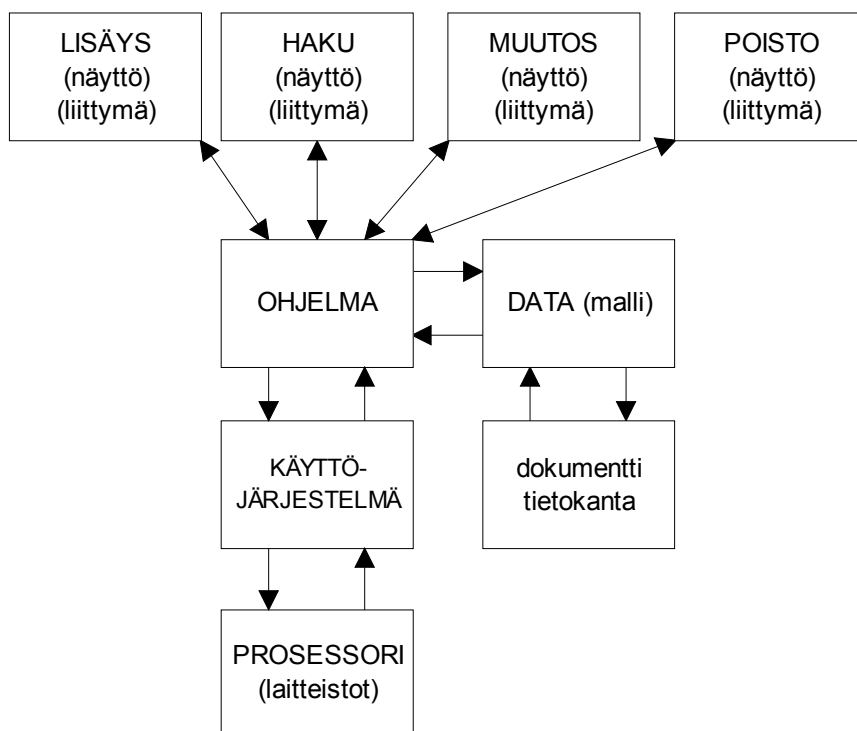 LISÄYS
(näyttö)
(liittymä)
HAKU
(näyttö)
(liittymä)
MUUTOS
(näyttö)
(liittymä)
POISTO
(näyttö)
(liittymä)
OHJELMA
DATA (malli)
KÄYTTÖ-
JÄRJESTELMÄ
dokumentti
tietokanta
PROSESSORI
(laitteistot)